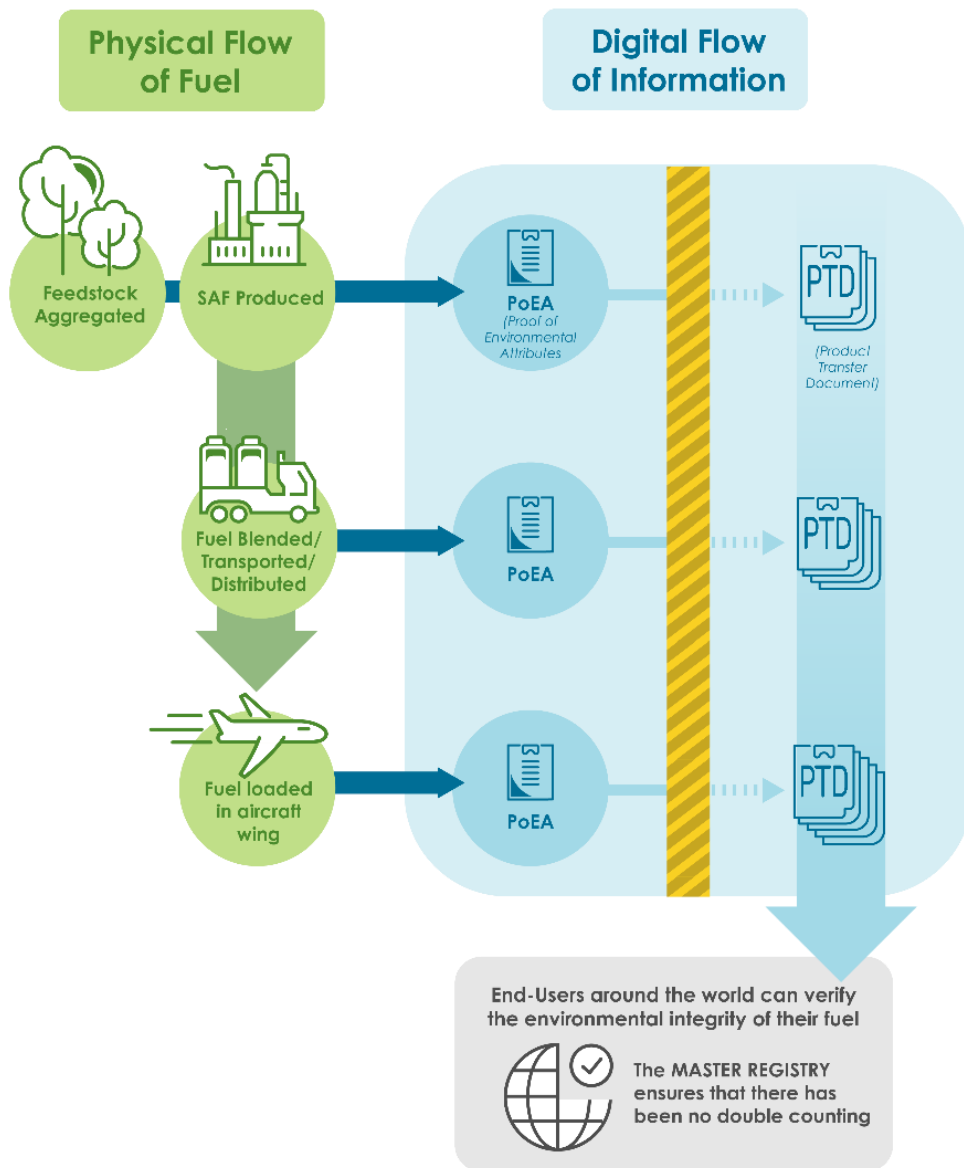 Physical Flow
of Fuel
Digital Flow
of Information
Feedstock
Aggregated
SAF Produced
PoEA
(Proof of
Environmental
Attributes
PTD
(Product
Transfer
Document)
Fuel Blended/
Transported/
Distributed
PoEA
PTD
Fuel loaded
in aircraft
wing
PoEA
PTD
End-Users around the world can verify
the environmental integrity of their fuel
The MASTER REGISTRY
ensures that there has
been no double counting